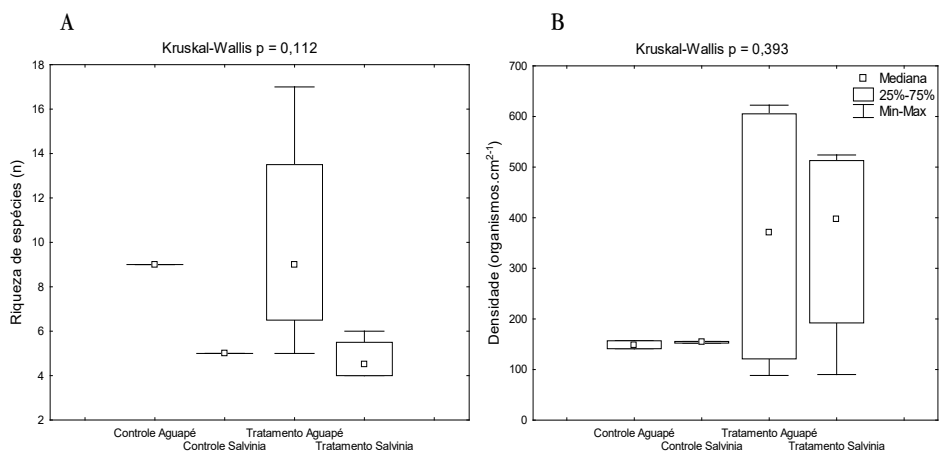 A
Kruskal-Wallis p = 0,112
Riqueza de espécies (n)
18
16
14
12
10
8
6
4
2
Controle Aguapé
Controle Salvinia
Tratamento Aguapé
Tratamento Salvinia
B
Kruskal-Wallis p = 0,393
Densidade (organismos.cm²⁻¹)
700
600
500
400
300
200
100
0
Mediana
25%-75%
Min-Max
Controle Aguapé
Controle Salvinia
Tratamento Aguapé
Tratamento Salvinia